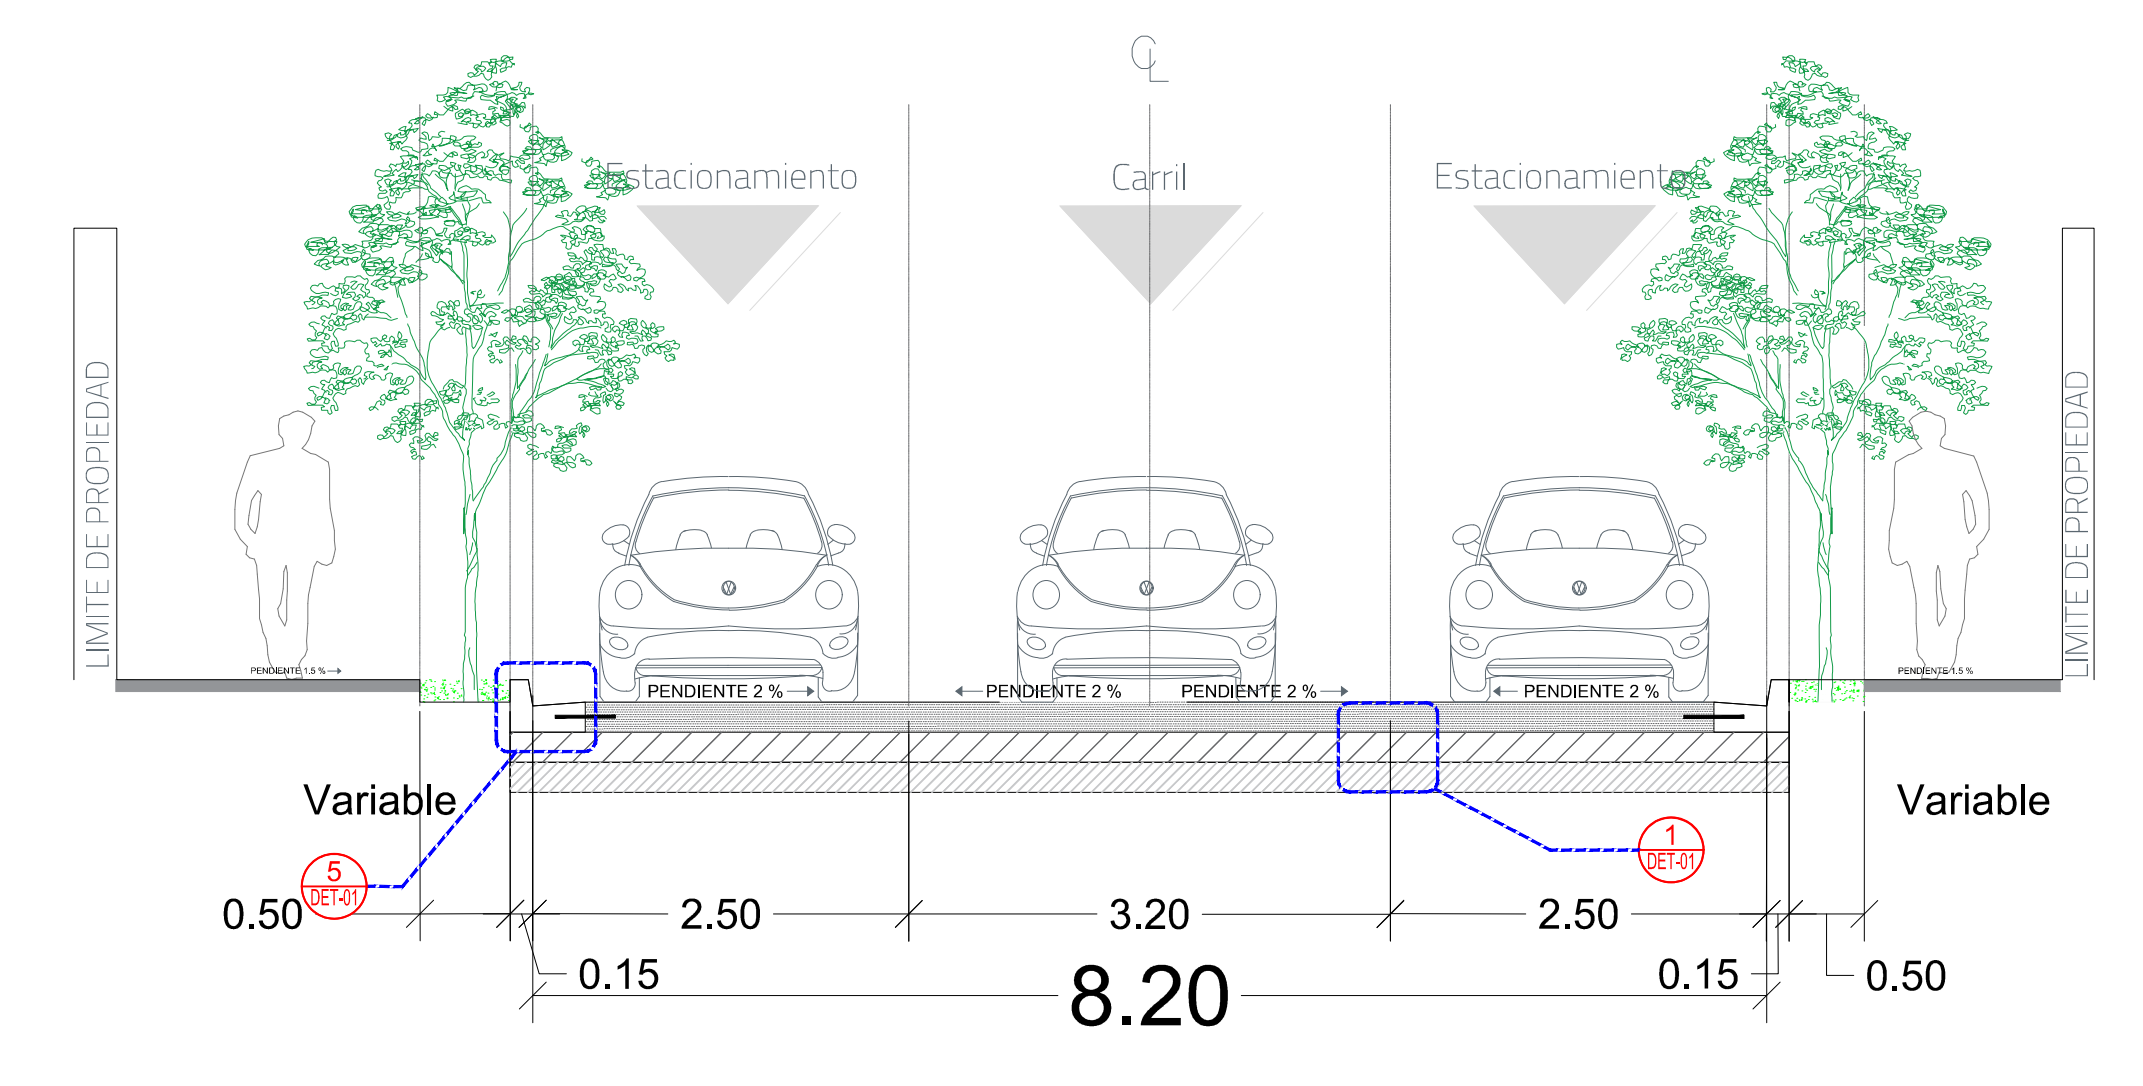 CL
Estacionamiento
Carril
Estacionamiento
LIMITE DE PROPIEDAD
LIMITE DE PROPIEDAD
PENDIENTE 1.5 %
PENDIENTE 2 %
PENDIENTE 2 %
PENDIENTE 2 %
PENDIENTE 2 %
PENDIENTE 1.5 %
Variable
Variable
5
DET-01
1
DET-01
0.50
2.50
3.20
2.50
0.15
8.20
0.15
0.50